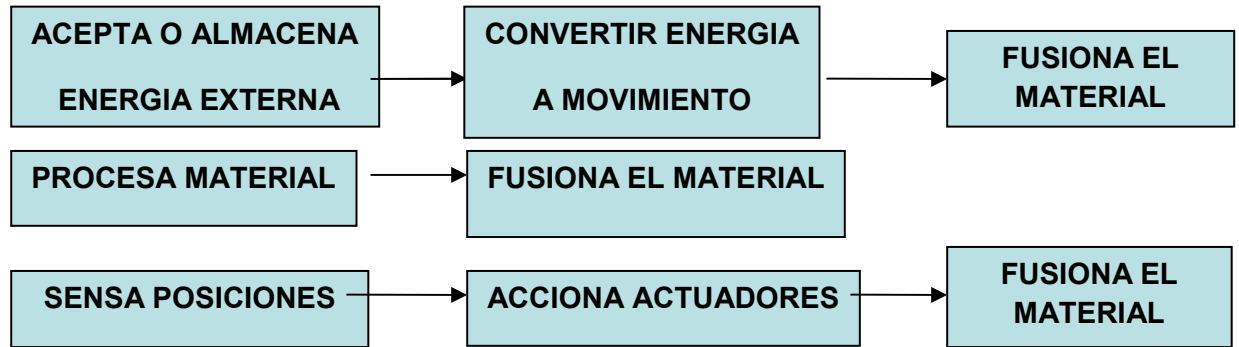 ACEPTA O ALMACENA
ENERGIA EXTERNA
CONVERTIR ENERGIA
A MOVIMIENTO
FUSIONA EL
MATERIAL
PROCESA MATERIAL
FUSIONA EL MATERIAL
SENSA POSICIONES
ACCIONA ACTUADORES
FUSIONA EL
MATERIAL